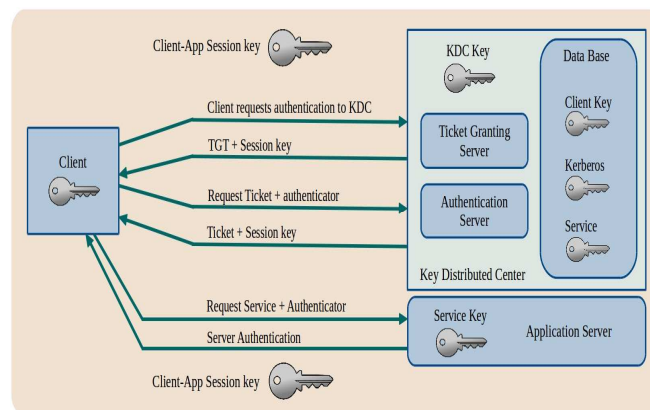 Client-App Session key
KDC Key
Data Base
Client requests authentication to KDC
Client Key
Ticket Granting
Server
TGT + Session key
Client
Kerberos
Request Ticket + authenticator
Authentication
Server
Ticket + Session key
Service
Key Distributed Center
Request Service + Authenticator
Service Key
Application Server
Server Authentication
Client-App Session key